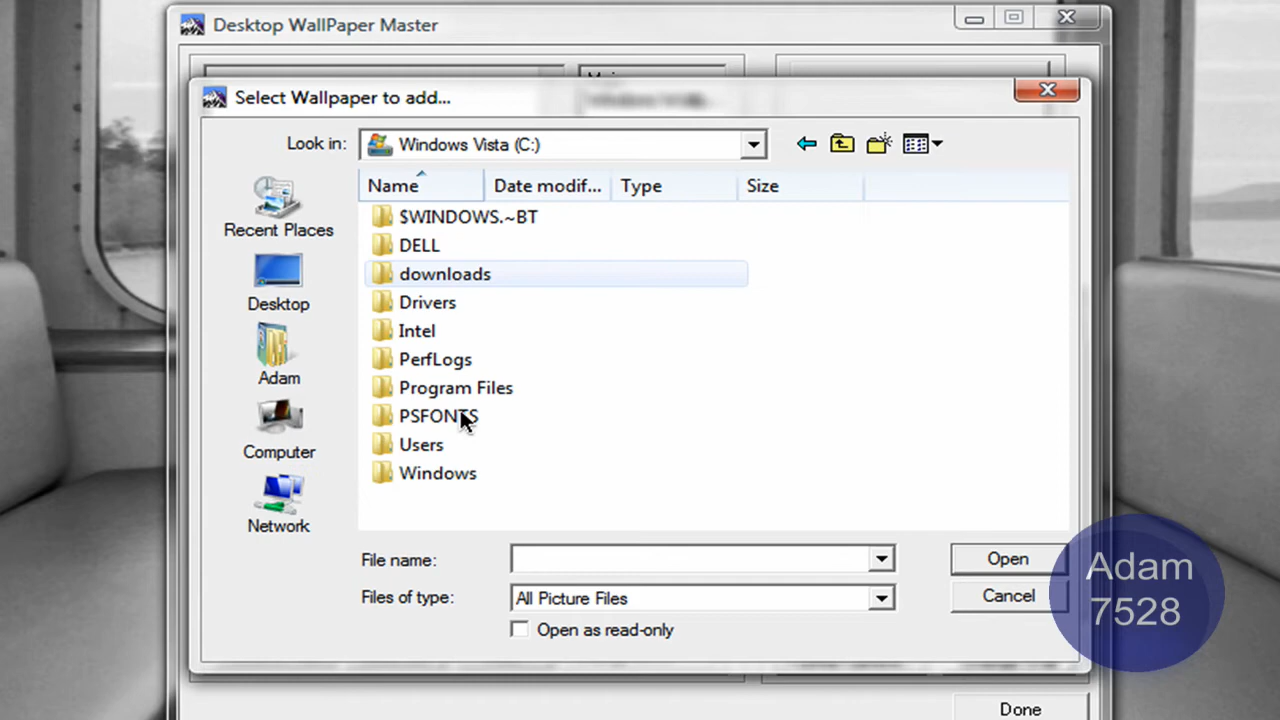 Desktop WallPaper Master
Select Wallpaper to add...
Look in:
Windows Vista (C:)
Name
Date modif...
Type
Size
$WINDOWS.~BT
DELL
downloads
Drivers
Intel
PerfLogs
Program Files
PSFONTS
Users
Windows
Recent Places
Desktop
Adam
Computer
Network
File name:
Open
Files of type:
All Picture Files
Cancel
Open as read-only
Adam
7528
Done